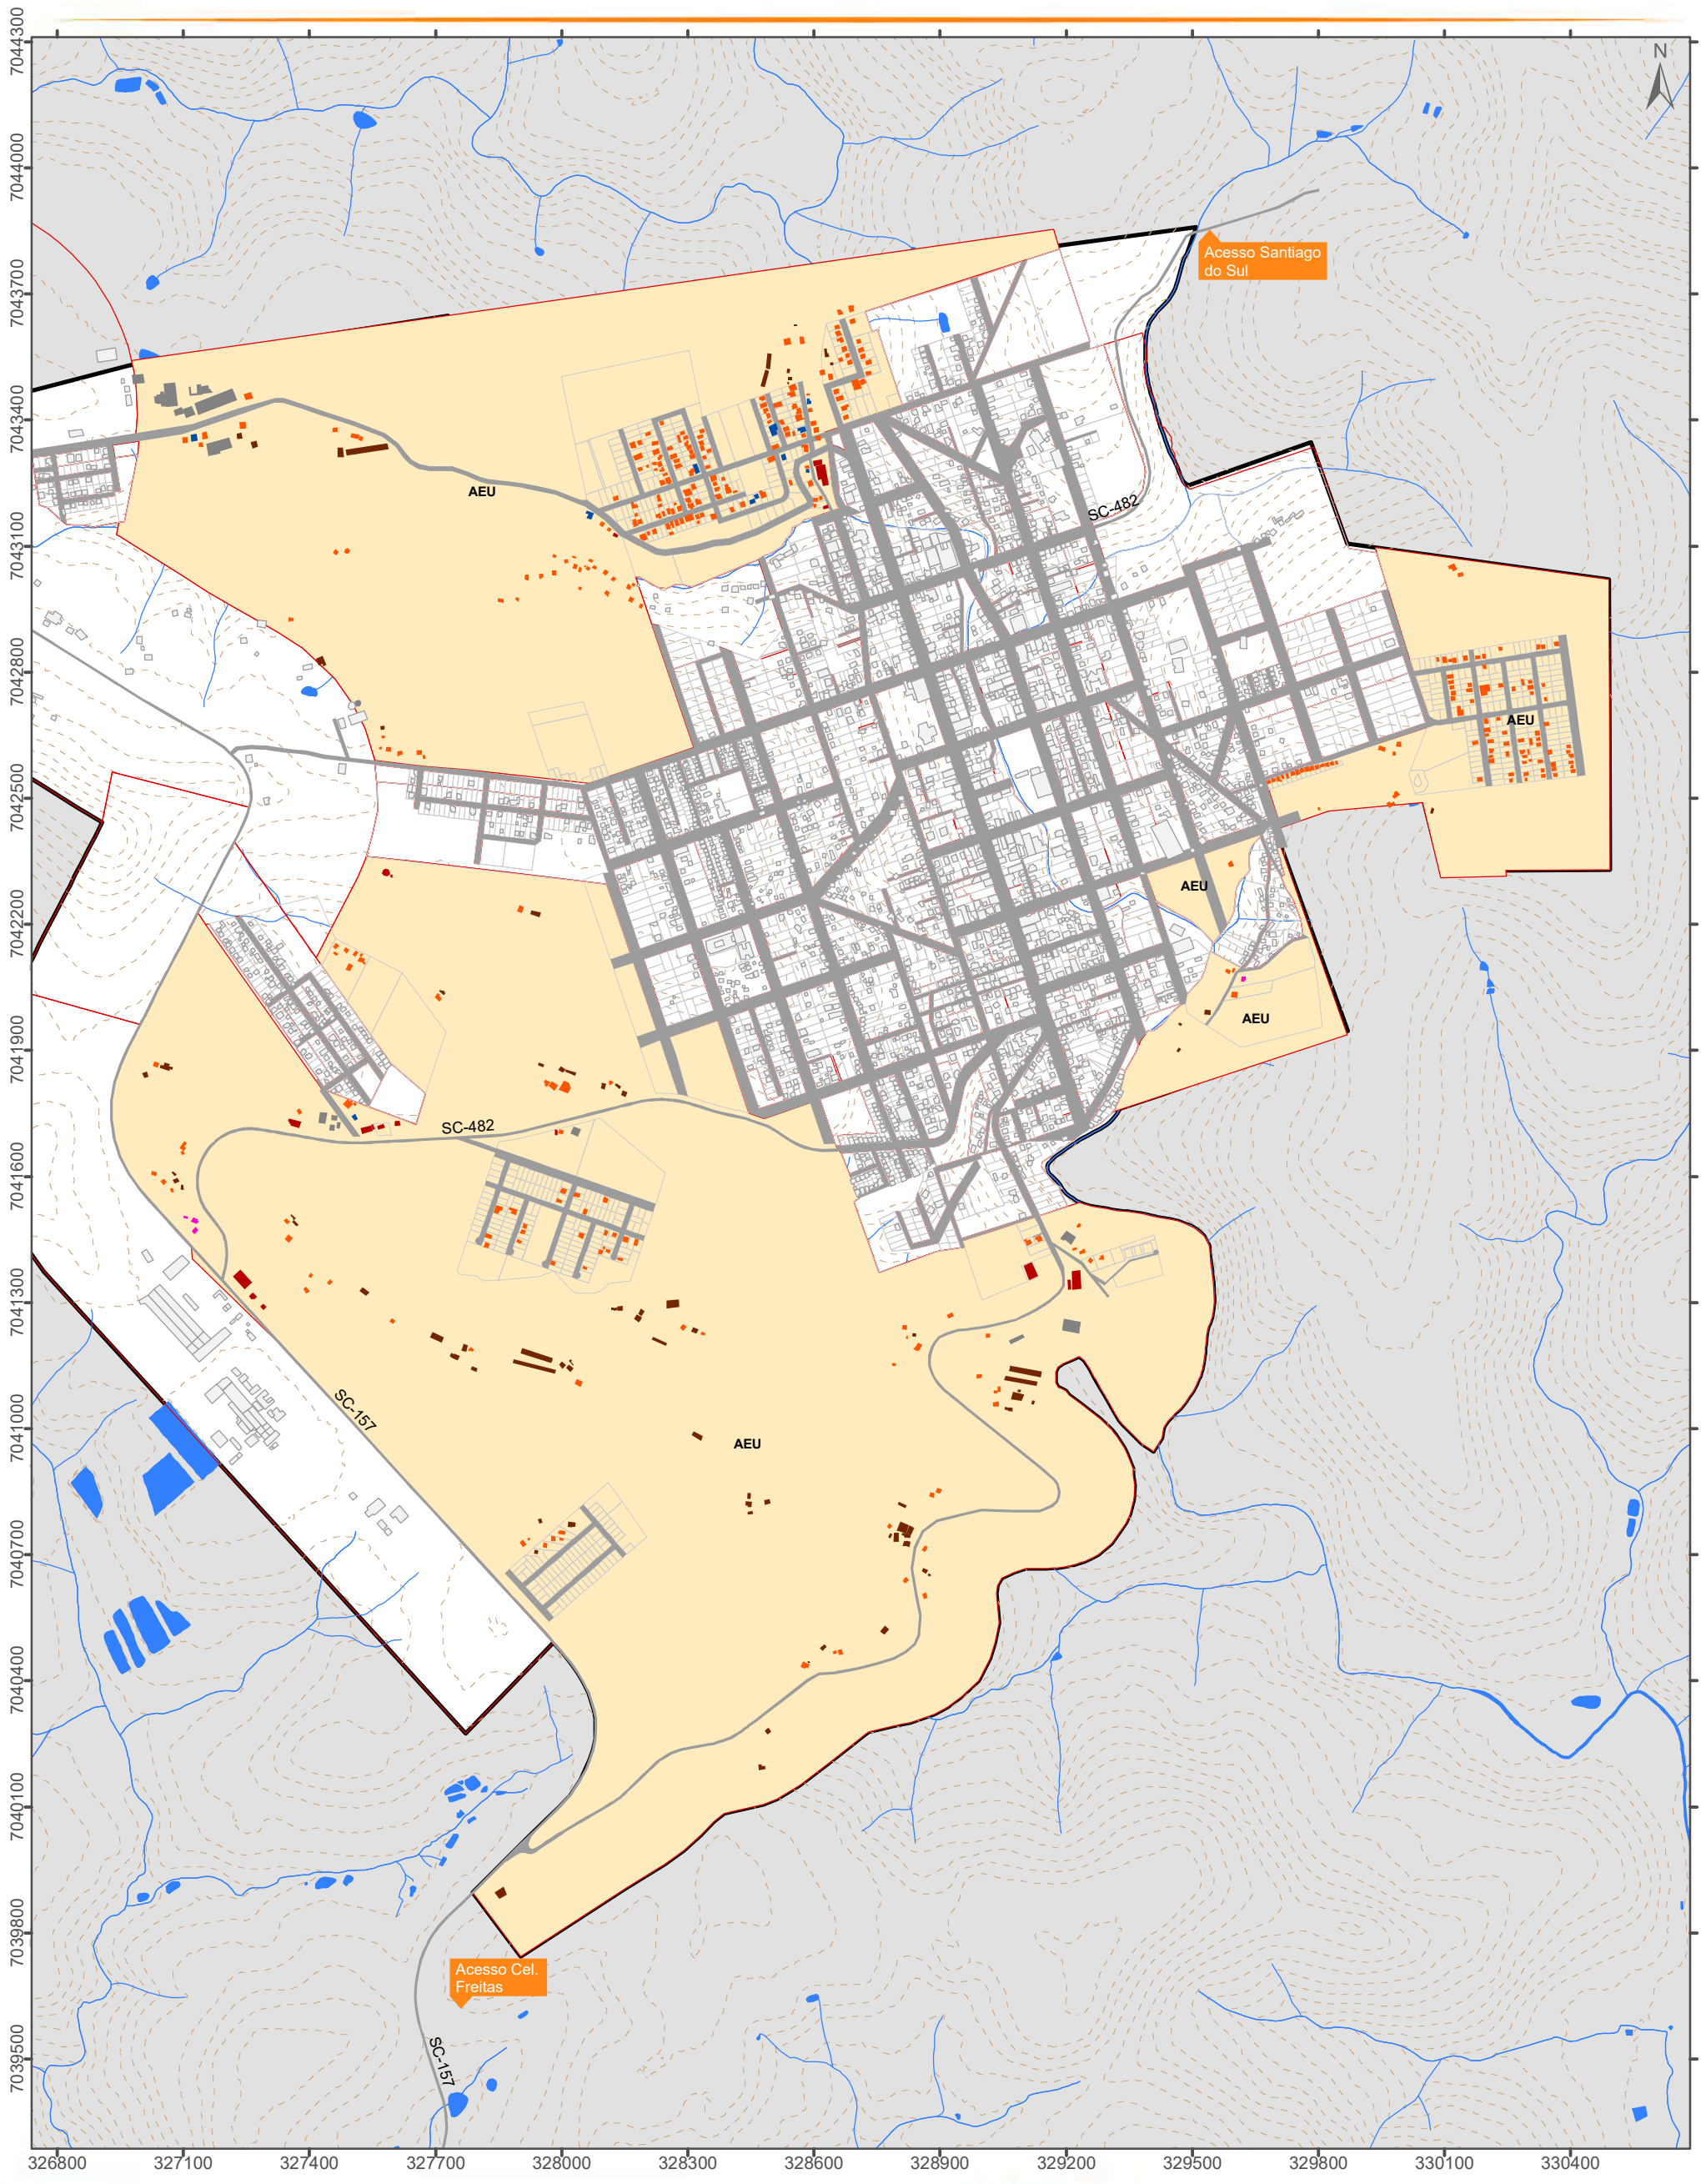 N
7044300
7044000
7043700
7043400
7043100
7042800
7042500
7042200
7041900
7041600
7041300
7041000
7040700
7040400
7040100
7039800
7039500
Acesso Santiago
do Sul
AEU
SC-482
AEU
AEU
AEU
SC-482
SC-157
AEU
Acesso Cel.
Freitas
SC-157
326800 327100 327400 327700 328000 328300 328600 328900 329200 329500 329800 330100 330400